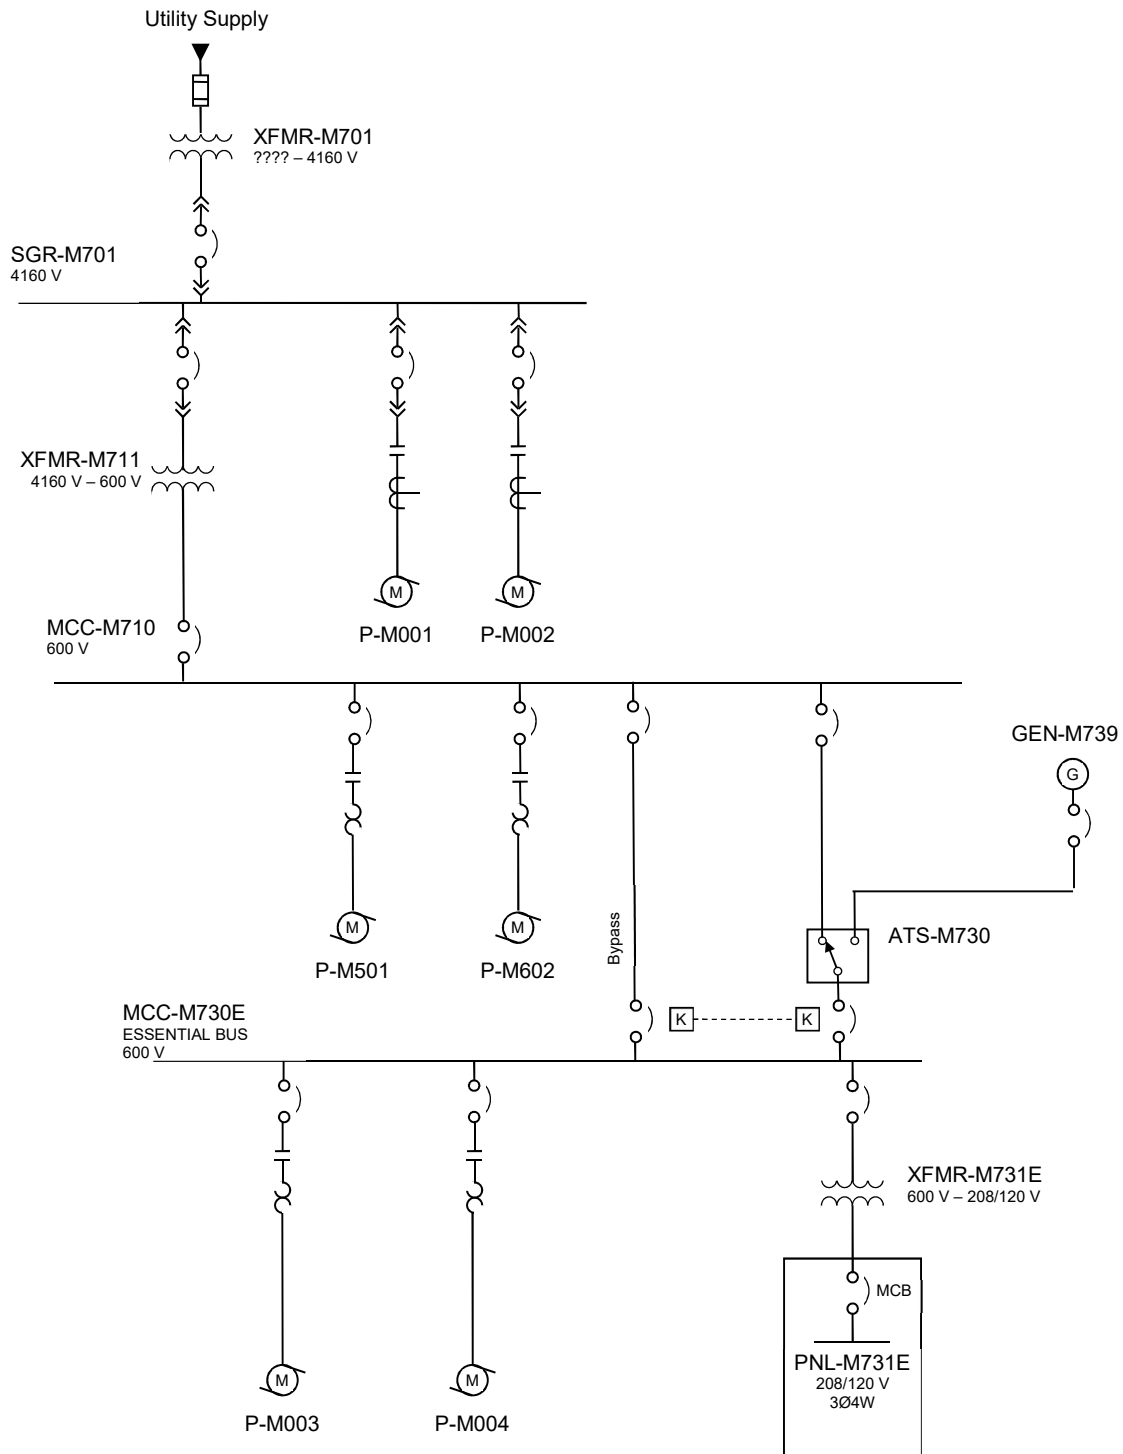 Utility Supply
XFMR-M701
???? – 4160 V
SGR-M701
4160 V
XFMR-M711
4160 V – 600 V
M
M
P-M001
P-M002
MCC-M710
600 V
GEN-M739
G
Bypass
ATS-M730
M
M
P-M501
P-M602
MCC-M730E
ESSENTIAL BUS
600 V
K
K
XFMR-M731E
600 V – 208/120 V
MCB
PNL-M731E
208/120 V
3Ø4W
M
M
P-M003
P-M004